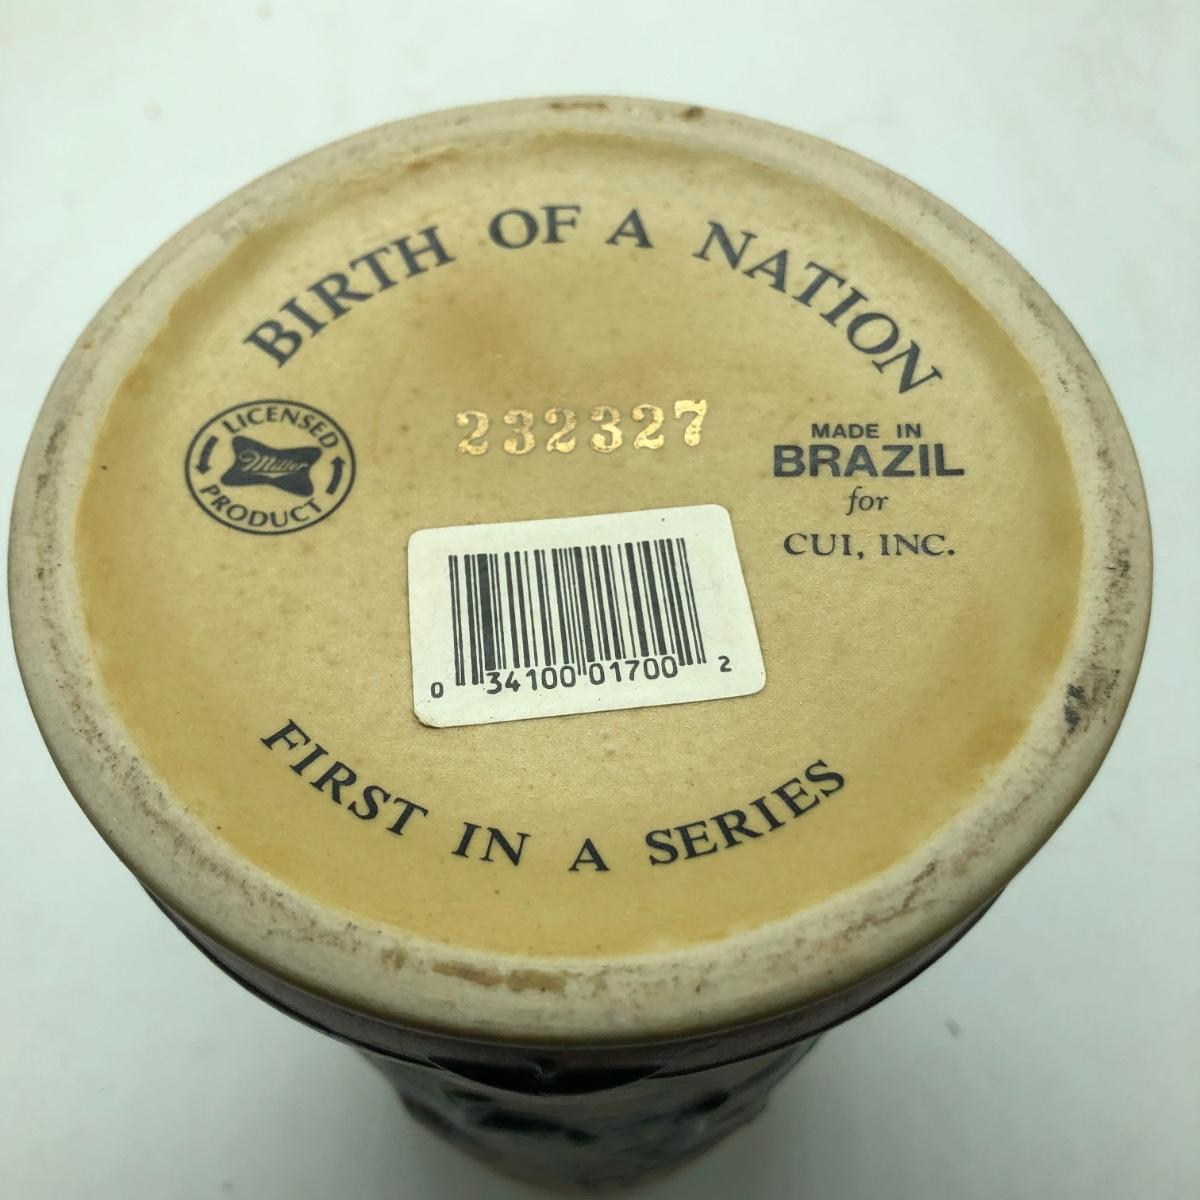 BIRTH OF A NATION
LICENSED
Miller
PRODUCT
232327
MADE IN
BRAZIL
for
CUI, INC.
0 34100 01700 2
FIRST IN A SERIES